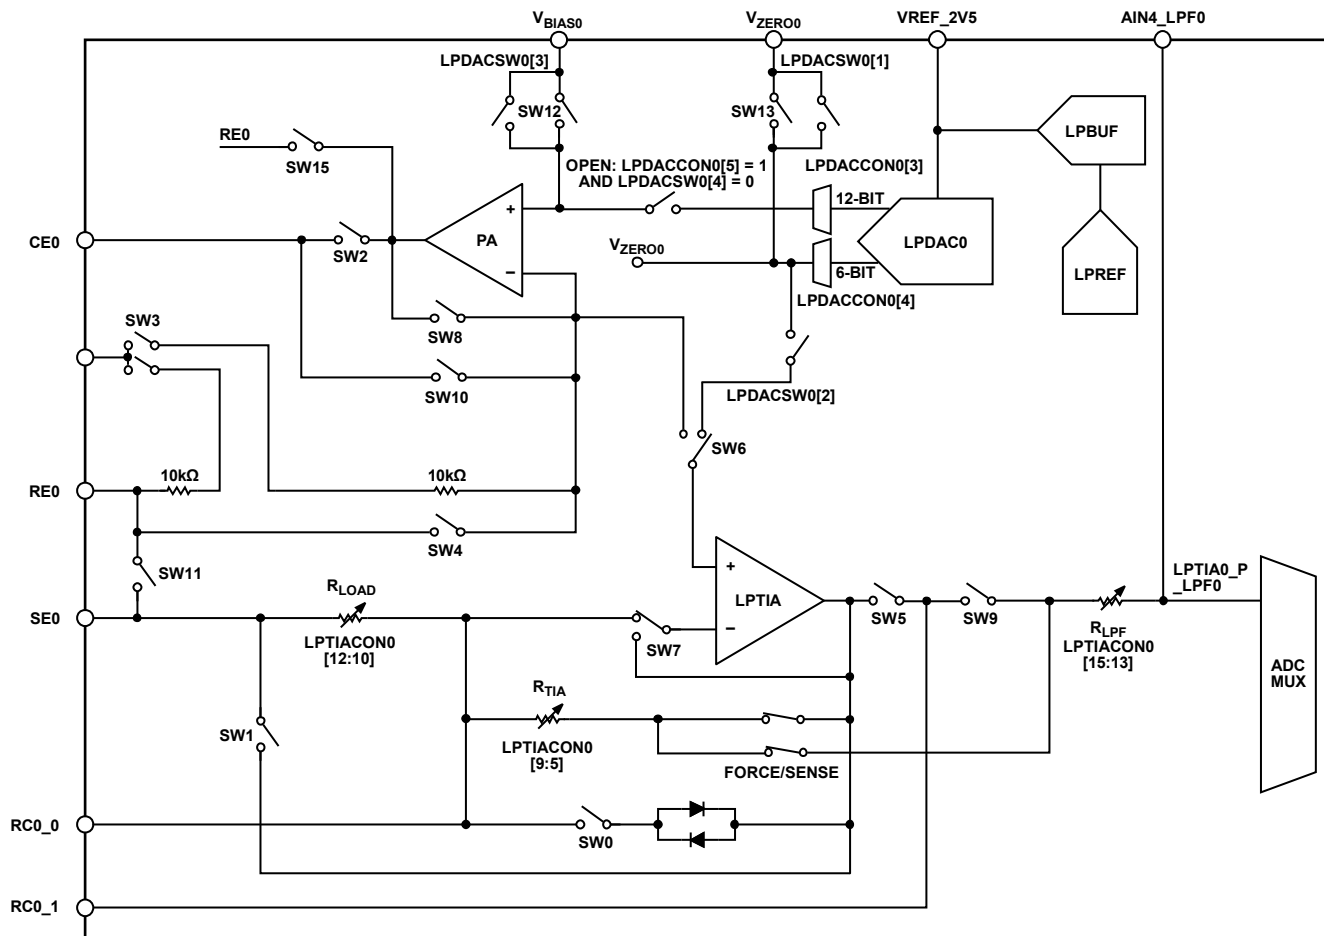 VBIAS0
VZERO0
VREF_2V5
AIN4_LPF0
LPDACSW0[3]
LPDACSW0[1]
SW12
SW13
LPBUF
RE0
SW15
OPEN: LPDACCON0[5] = 1
AND LPDACSW0[4] = 0
LPDACCON0[3]
12-BIT
+
PA
−
CE0
SW2
VZERO0
LPDAC0
6-BIT
LPREF
LPDACCON0[4]
SW3
SW8
SW10
LPDACSW0[2]
SW6
10kΩ
10kΩ
RE0
SW4
SW11
RLOAD
+
LPTIA
−
LPTIA0_P
_LPF0
SE0
LPTIACON0
[12:10]
SW7
SW5
SW9
RLPF
LPTIACON0
[15:13]
ADC
MUX
RTIA
SW1
LPTIACON0
[9:5]
FORCE/SENSE
RC0_0
SW0
RC0_1